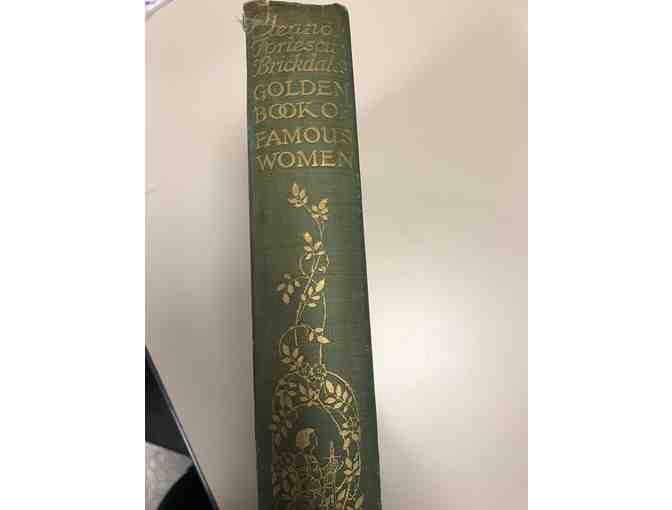 Eleanor
Fortescue
Brickdale's
GOLDEN
BOOK OF
FAMOUS
WOMEN